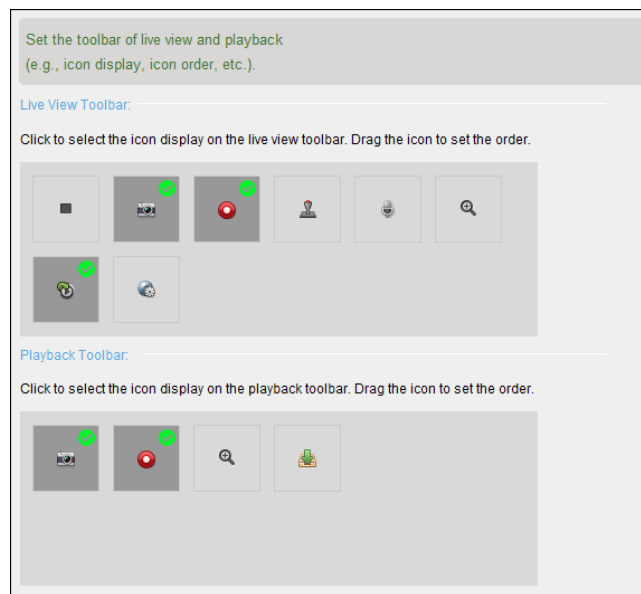 Set the toolbar of live view and playback
(e.g., icon display, icon order, etc.).
Live View Toolbar:
Click to select the icon display on the live view toolbar. Drag the icon to set the order.
Playback Toolbar:
Click to select the icon display on the playback toolbar. Drag the icon to set the order.